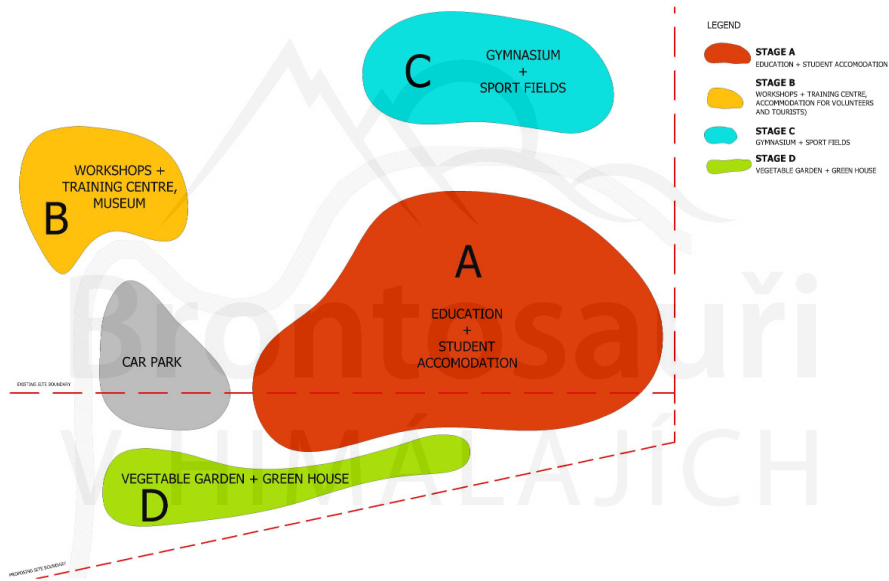 LEGEND
STAGE A
EDUCATION + STUDENT ACCOMODATION
STAGE B
WORKSHOPS + TRAINING CENTRE,
ACCOMMODATION FOR VOLUNTEERS
AND TOURISTS)
STAGE C
GYMNASIUM + SPORT FIELDS
STAGE D
VEGETABLE GARDEN + GREEN HOUSE
C
GYMNASIUM
+
SPORT FIELDS
WORKSHOPS +
TRAINING CENTRE,
MUSEUM
B
A
EDUCATION
+
STUDENT
ACCOMODATION
CAR PARK
EXISTING SITE BOUNDARY
VEGETABLE GARDEN + GREEN HOUSE
D
PROPOSING SITE BOUNDARY
Brontosauři
V HIMÁLAJÍCH